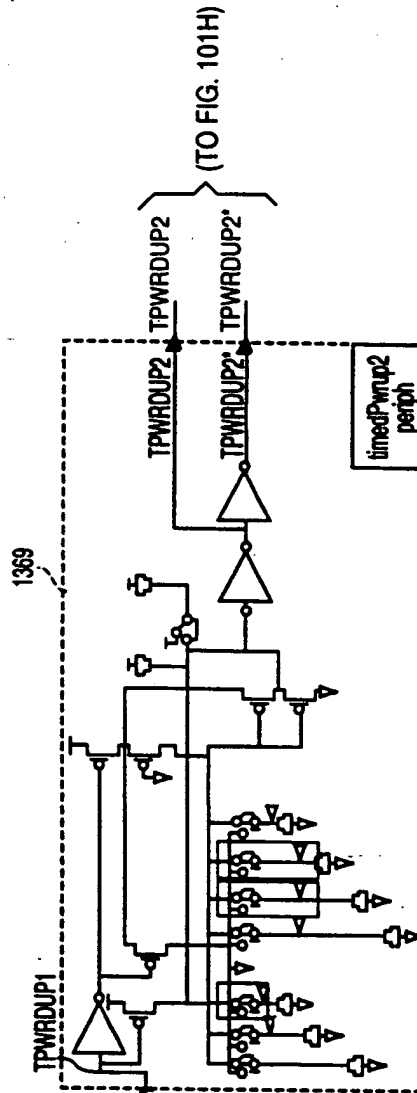 1369
TPWRDUP1
TPWRDUP2
TPWRDUP2
TPWRDUP2*
TPWRDUP2*
(TO FIG. 101H)
timedPwrup2
periph